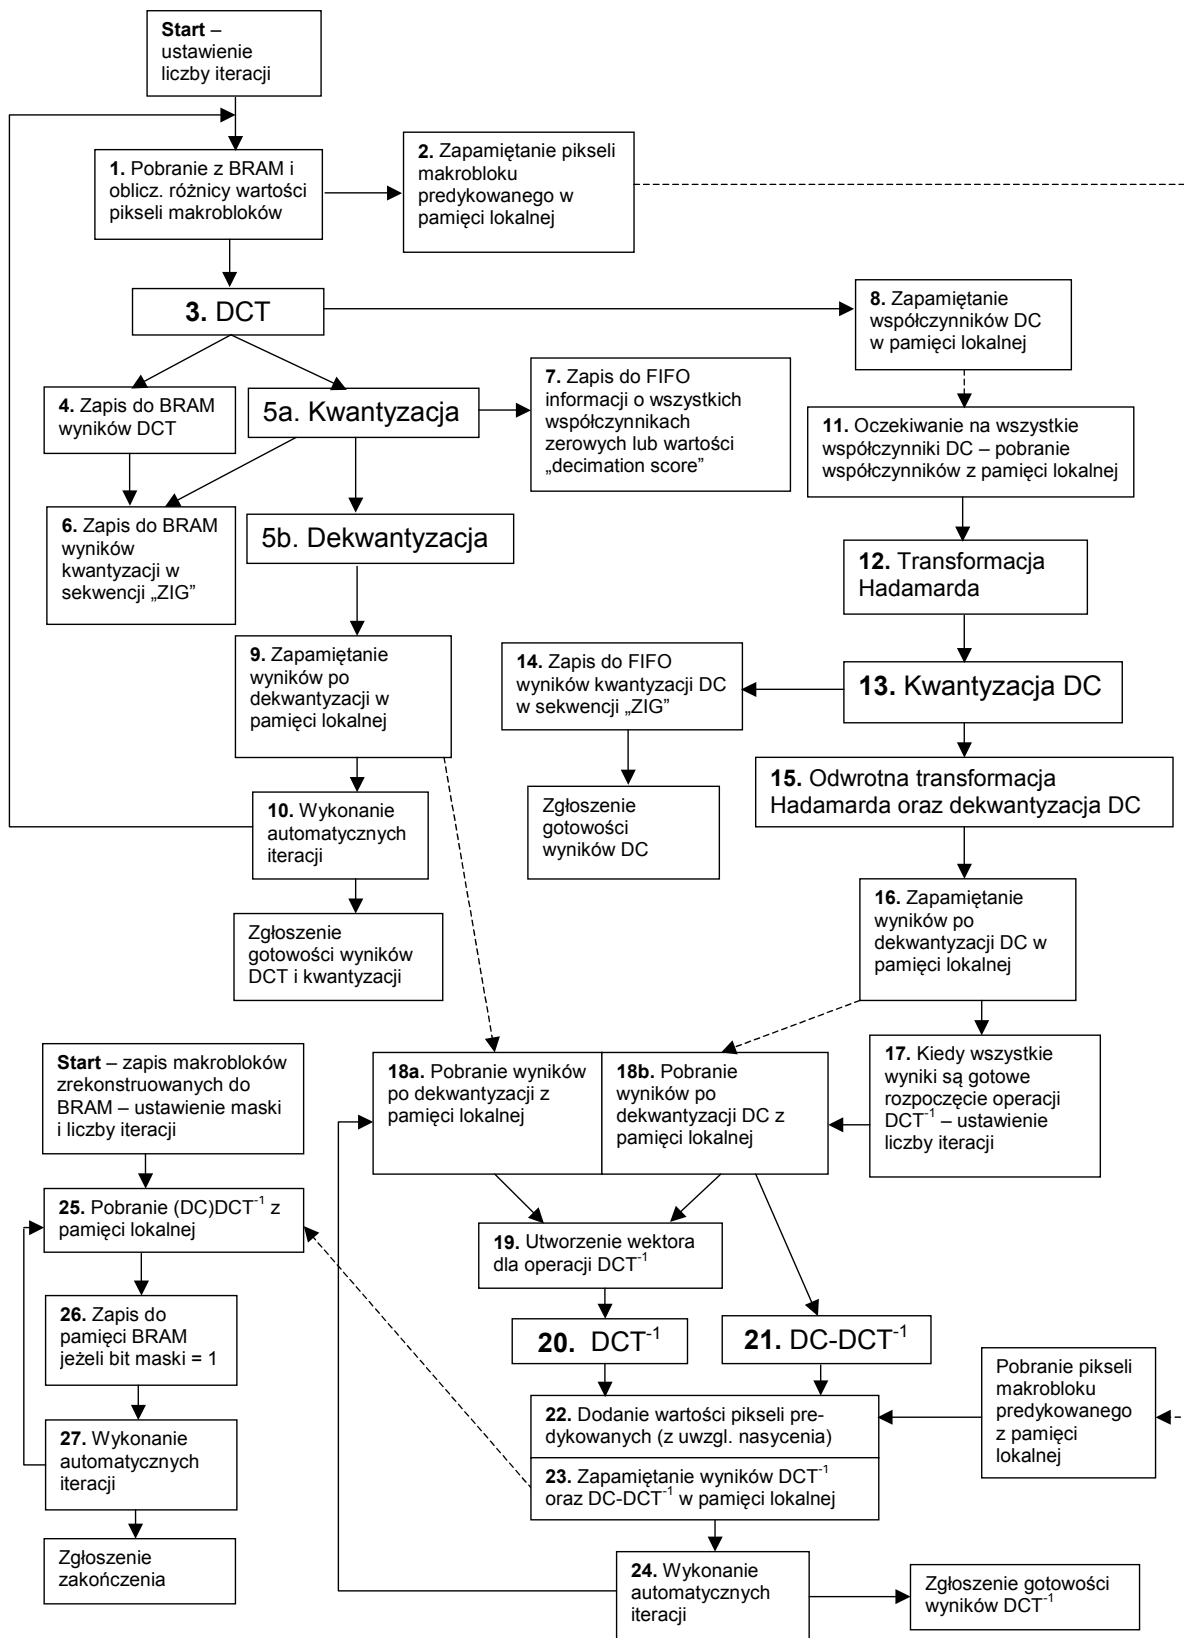 Start –
ustawienie
liczby iteracji
1. Pobranie z BRAM i
oblicz. różnicy wartości
pikseli makrobloków
2. Zapamiętanie pikseli
makrobloku
predykowanego w
pamięci lokalnej
3. DCT
8. Zapamiętanie
współczynników DC
w pamięci lokalnej
4. Zapis do BRAM
wyników DCT
5a. Kwantyzacja
7. Zapis do FIFO
informacji o wszystkich
współczynnikach
zerowych lub wartości
„decimation score”
11. Oczekiwanie na wszystkie
współczynniki DC – pobranie
współczynników z pamięci lokalnej
6. Zapis do BRAM
wyników
kwantyzacji w
sekwencji „ZIG”
5b. Dekwantyzacja
12. Transformacja
Hadamarda
9. Zapamiętanie
wyników po
dekwantyzacji w
pamięci lokalnej
14. Zapis do FIFO
wyników kwantyzacji DC
w sekwencji „ZIG”
13. Kwantyzacja DC
15. Odwrotna transformacja
Hadamarda oraz dekwantyzacja DC
10. Wykonanie
automatycznych
iteracji
Zgłoszenie
gotowości
wyników DC
16. Zapamiętanie
wyników po
dekwantyzacji DC w
pamięci lokalnej
Zgłoszenie
gotowości wyników
DCT i kwantyzacji
Start – zapis makrobloków
zrekonstruowanych do
BRAM – ustawienie maski
i liczby iteracji
18a. Pobranie wyników
po dekwantyzacji z
pamięci lokalnej
18b. Pobranie
wyników po
dekwantyzacji DC z
pamięci lokalnej
17. Kiedy wszystkie
wyniki są gotowe
rozpoczęcie operacji
DCT⁻¹ – ustawienie
liczby iteracji
25. Pobranie (DC)DCT⁻¹ z
pamięci lokalnej
19. Utworzenie wektora
dla operacji DCT⁻¹
26. Zapis do
pamięci BRAM
jeżeli bit maski = 1
20. DCT⁻¹
21. DC-DCT⁻¹
Pobranie pikseli
makrobloku
predykowanego
z pamięci
lokalnej
22. Dodanie wartości pikseli pre-
dykowanych (z uwzgl. nasycenia)
27. Wykonanie
automatycznych
iteracji
23. Zapamiętanie wyników DCT⁻¹
oraz DC-DCT⁻¹ w pamięci lokalnej
Zgłoszenie
zakończenia
24. Wykonanie
automatycznych
iteracji
Zgłoszenie gotowości
wyników DCT⁻¹